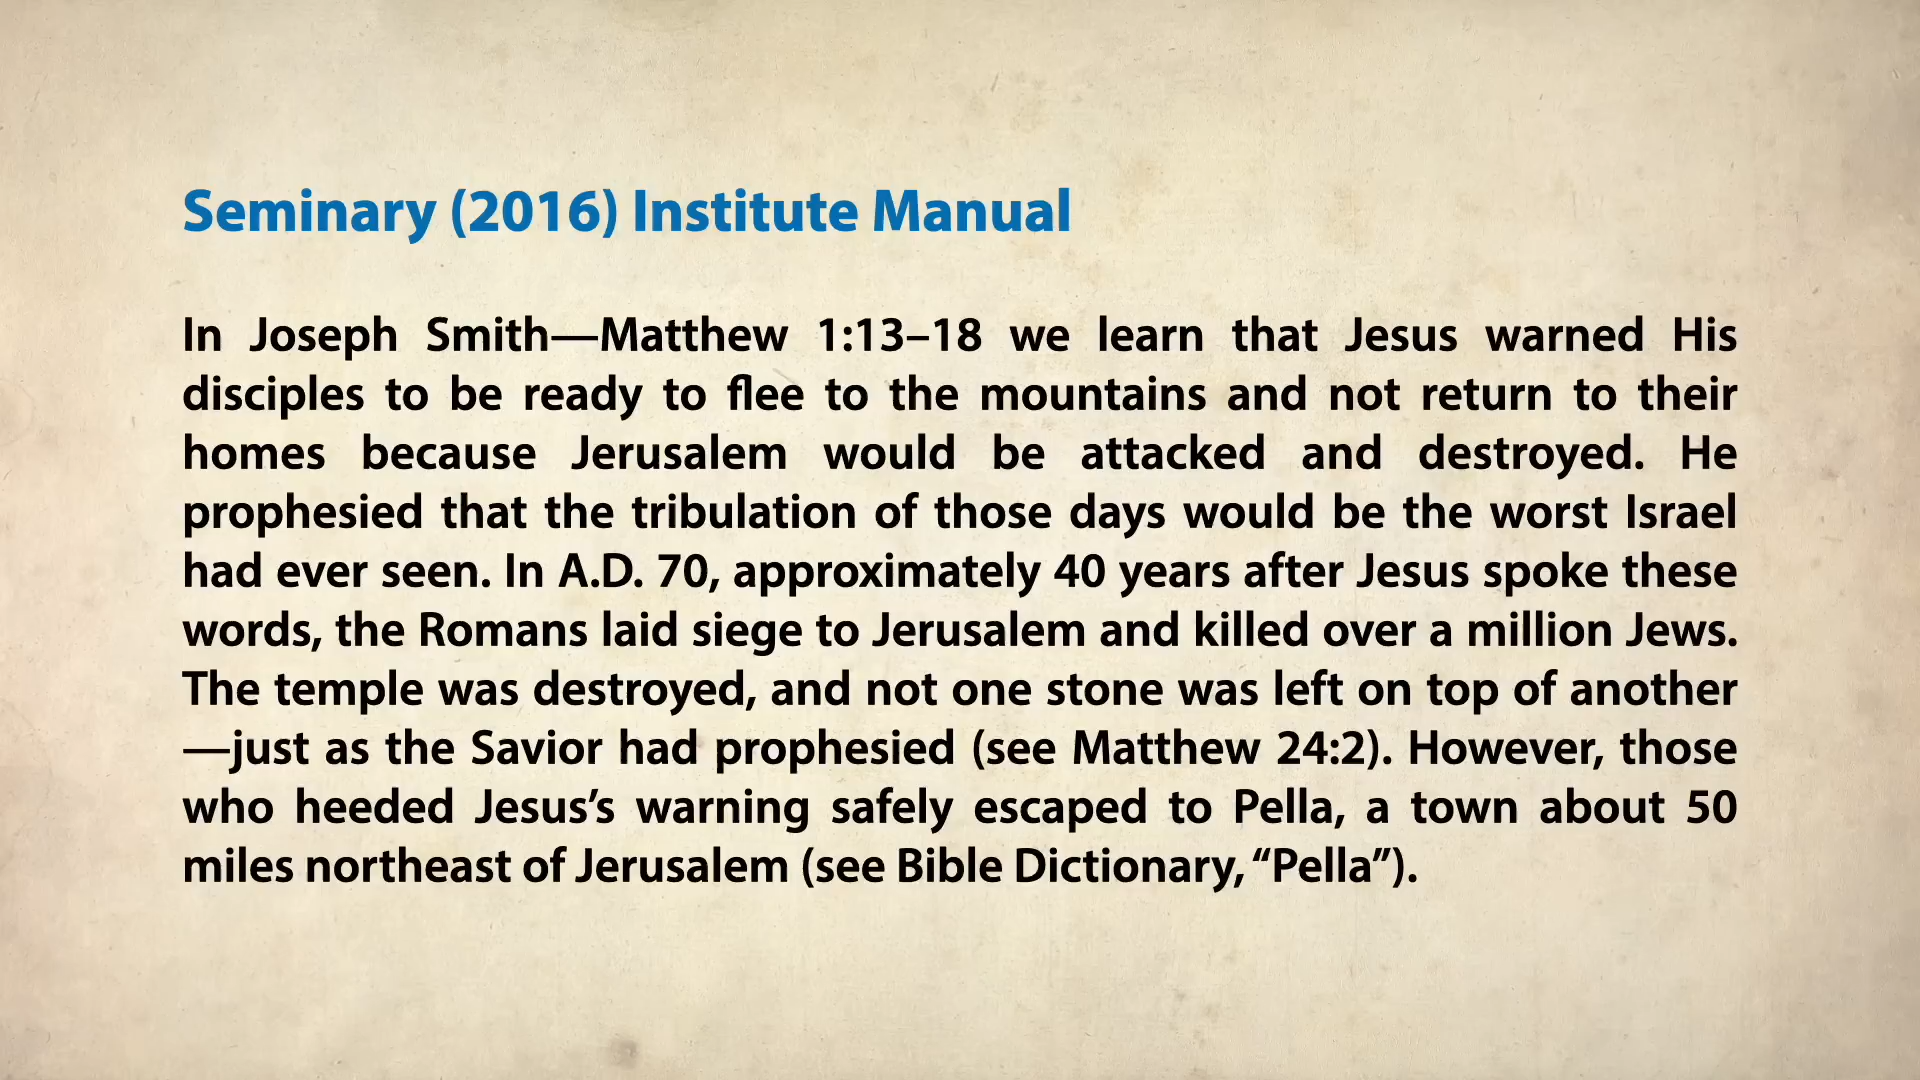 Seminary (2016) Institute Manual
In Joseph Smith—Matthew 1:13–18 we learn that Jesus warned His
disciples to be ready to flee to the mountains and not return to their
homes because Jerusalem would be attacked and destroyed. He
prophesied that the tribulation of those days would be the worst Israel
had ever seen. In A.D. 70, approximately 40 years after Jesus spoke these
words, the Romans laid siege to Jerusalem and killed over a million Jews.
The temple was destroyed, and not one stone was left on top of another
—just as the Savior had prophesied (see Matthew 24:2). However, those
who heeded Jesus’s warning safely escaped to Pella, a town about 50
miles northeast of Jerusalem (see Bible Dictionary, “Pella”).